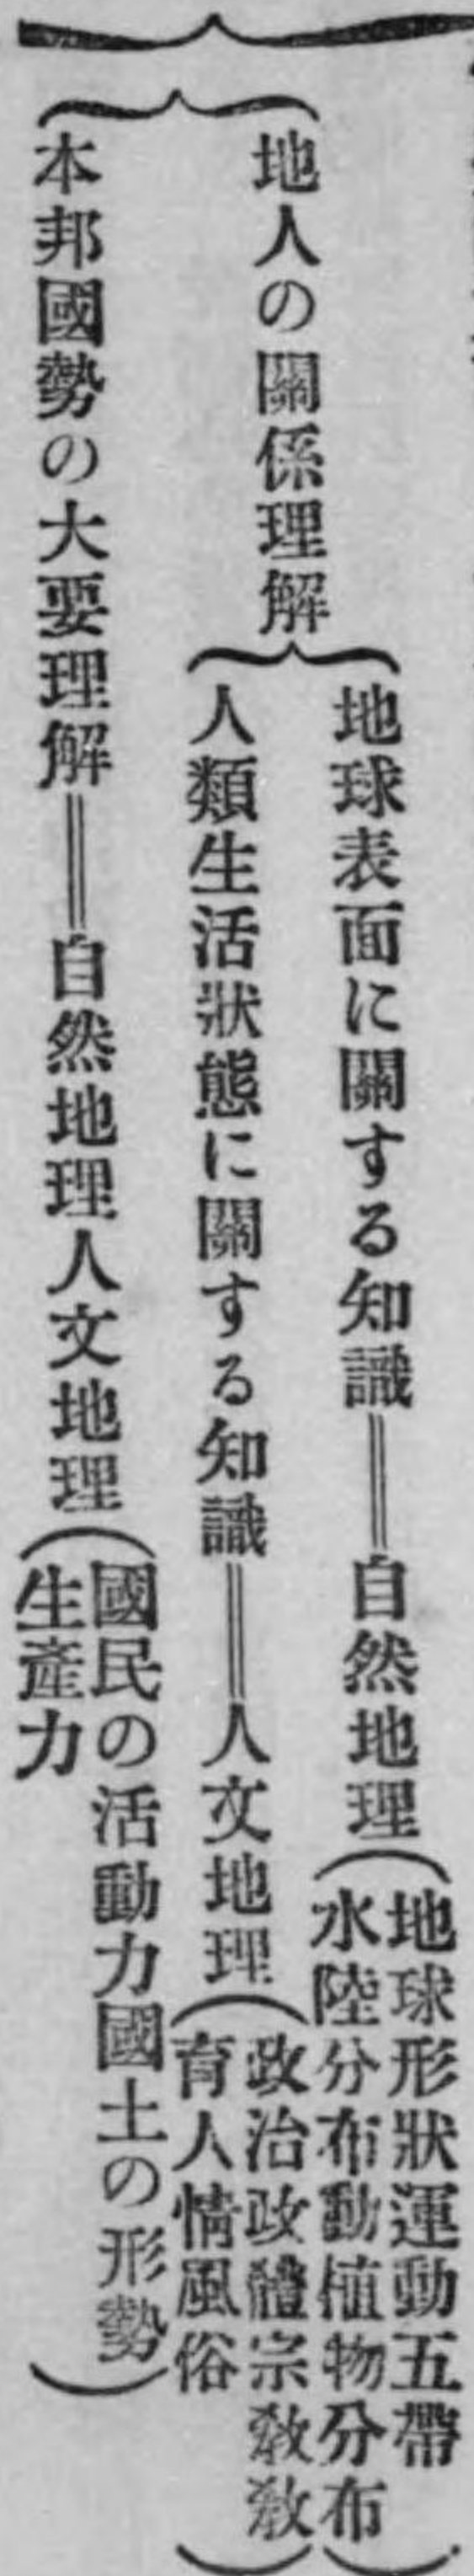 地人の關係理解
地球表面に關する知識＝自然地理（地球形狀運動五帶
水陸分布動植物分布）
人類生活狀態に關する知識＝人文地理（政治政體宗敎敎
育人情風俗）
本邦國勢の大要理解＝自然地理人文地理（國民の活動力國土の形勢
生產力）